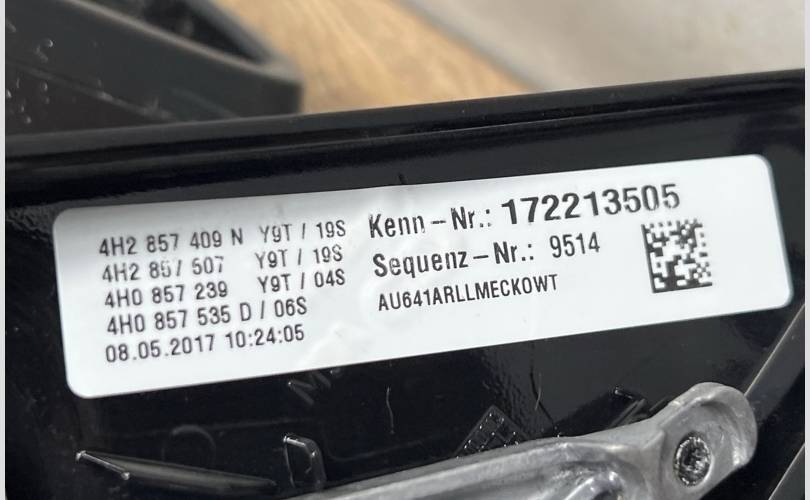 4H2 857 409 N Y9T / 19S
4H2 857 507 Y9T / 19S
4H0 857 239 Y9T / 04S
4H0 857 535 D / 06S
08.05.2017 10:24:05
Kenn-Nr.: 172213505
Sequenz-Nr.: 9514
AU641ARLLMECKOWT